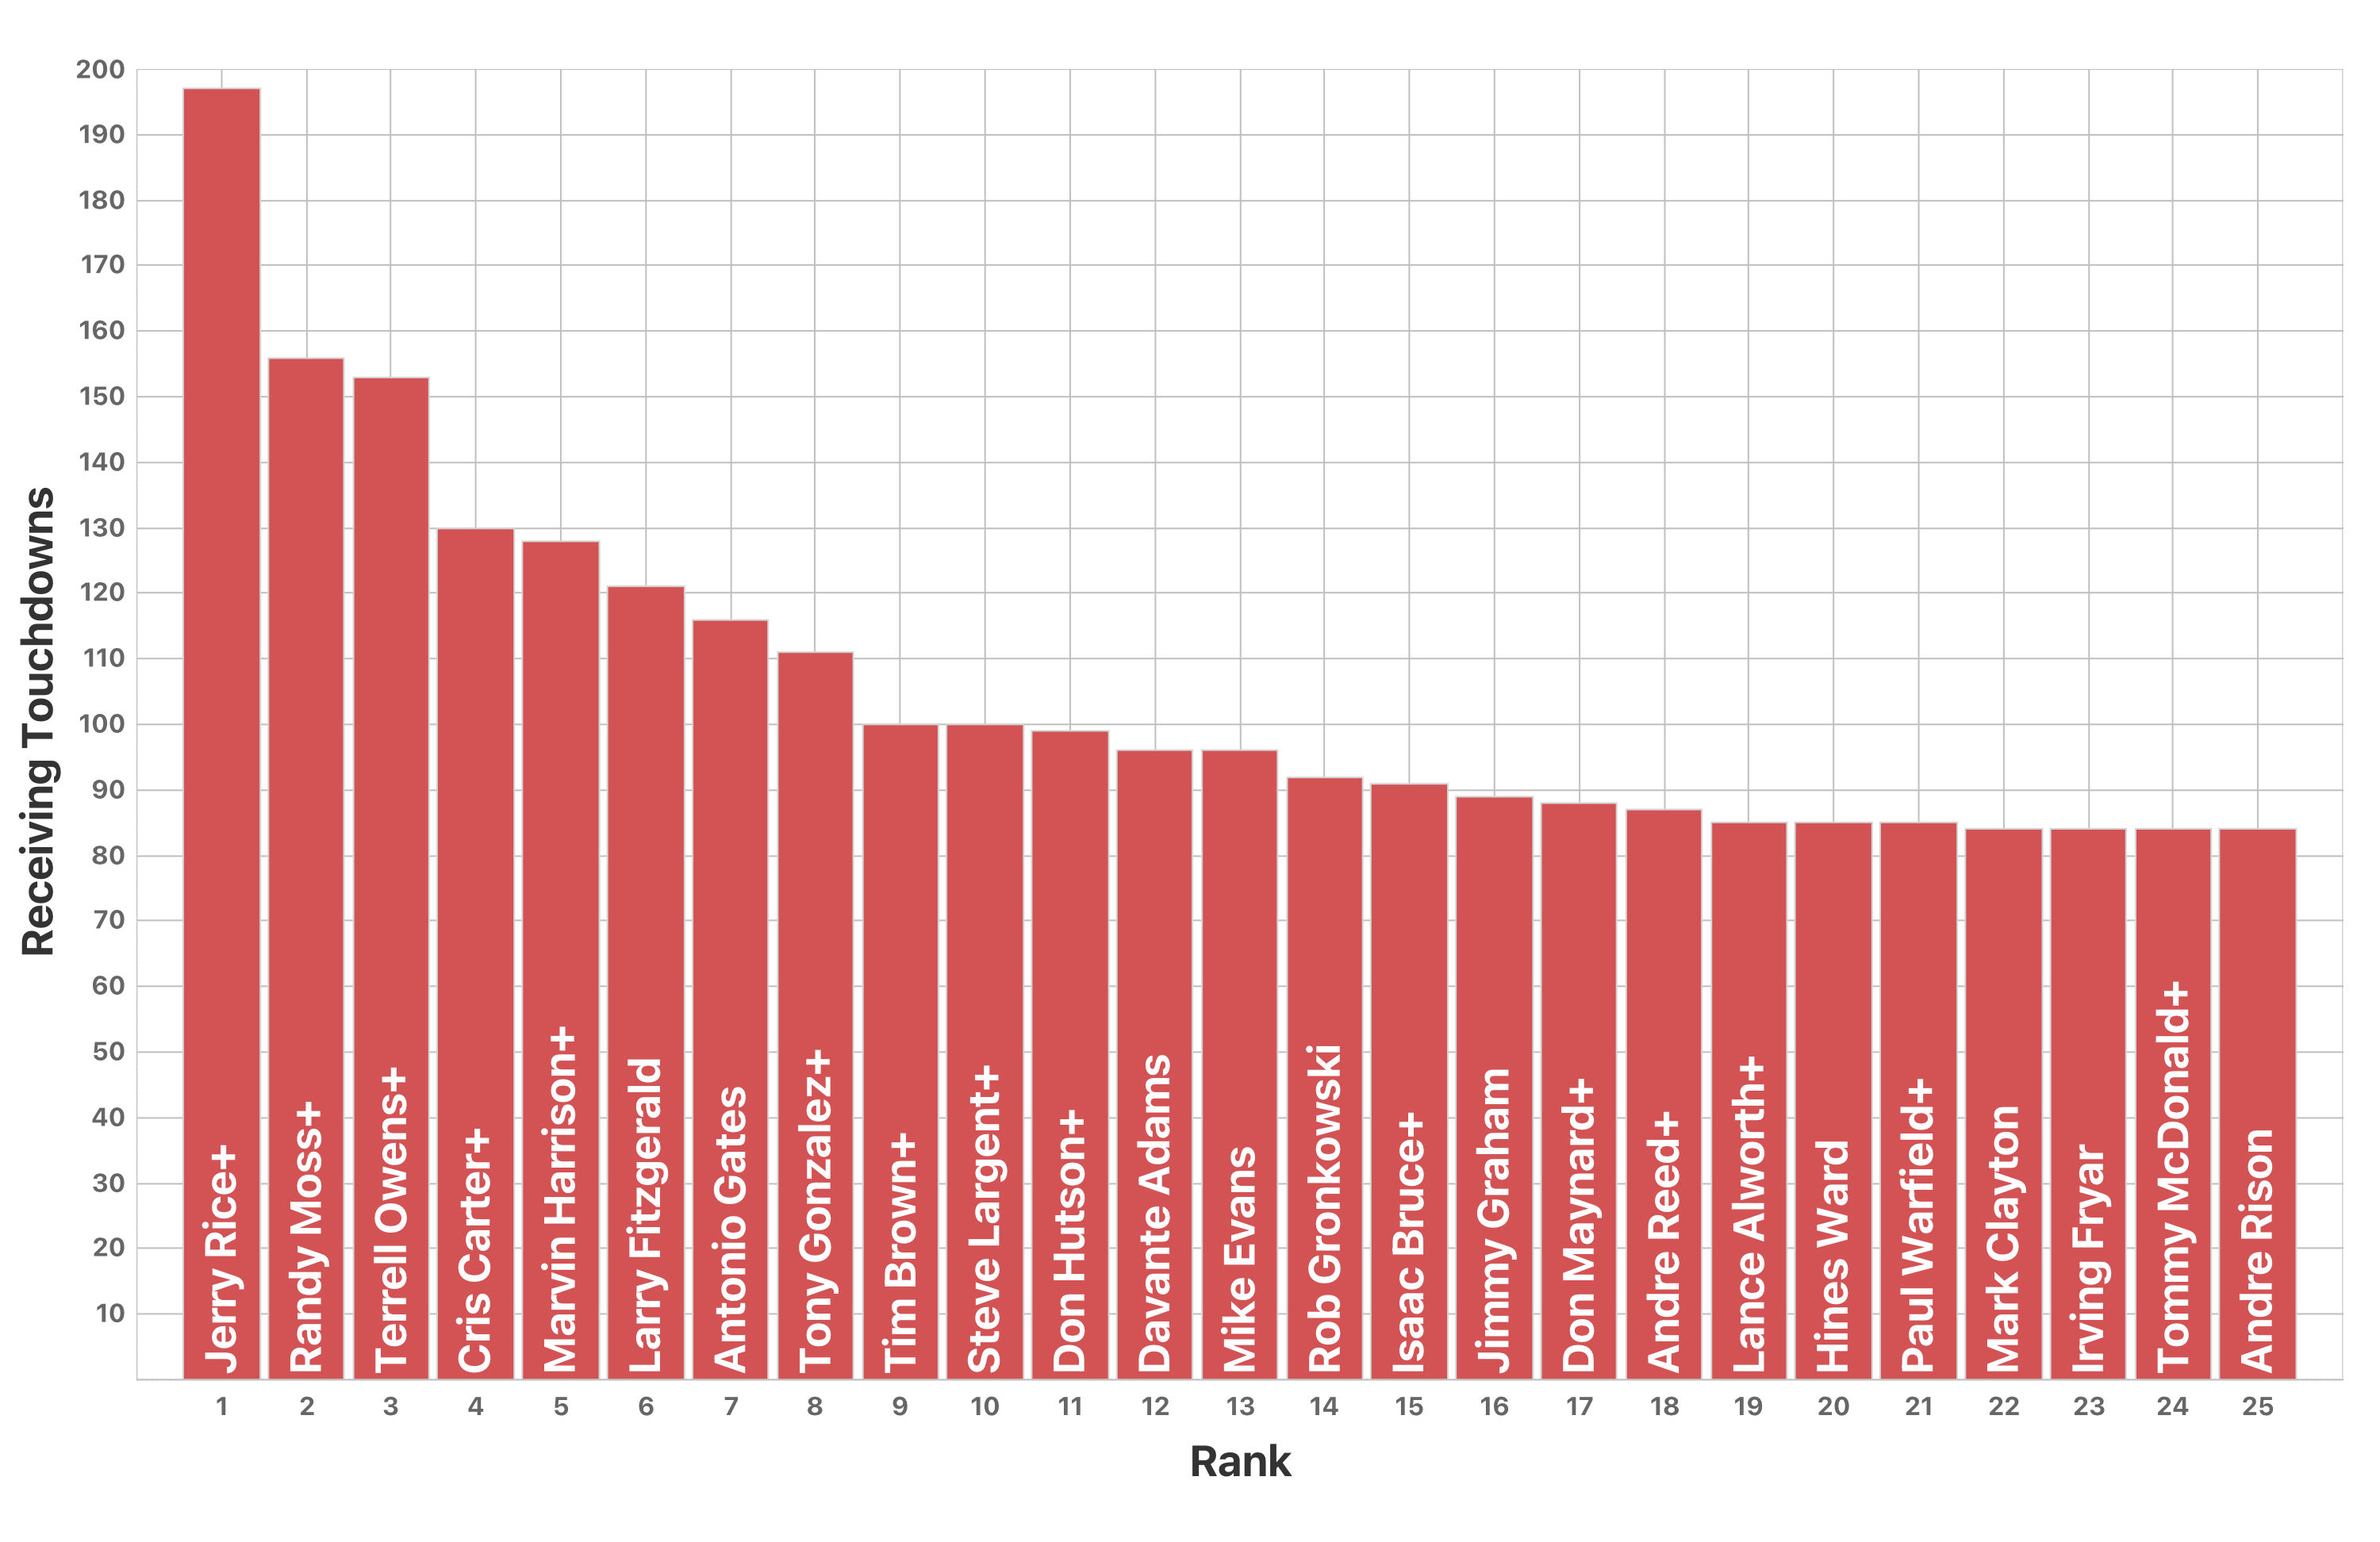 Receiving Touchdowns
200
190
180
170
160
150
140
130
120
110
100
90
80
70
60
50
40
30
20
10
Jerry Rice+
Randy Moss+
Terrell Owens+
Cris Carter+
Marvin Harrison+
Larry Fitzgerald
Antonio Gates
Tony Gonzalez+
Tim Brown+
Steve Largent+
Don Hutson+
Davante Adams
Mike Evans
Rob Gronkowski
Isaac Bruce+
Jimmy Graham
Don Maynard+
Andre Reed+
Lance Alworth+
Hines Ward
Paul Warfield+
Mark Clayton
Irving Fryar
Tommy McDonald+
Andre Rison
1 2 3 4 5 6 7 8 9 10 11 12 13 14 15 16 17 18 19 20 21 22 23 24 25
Rank